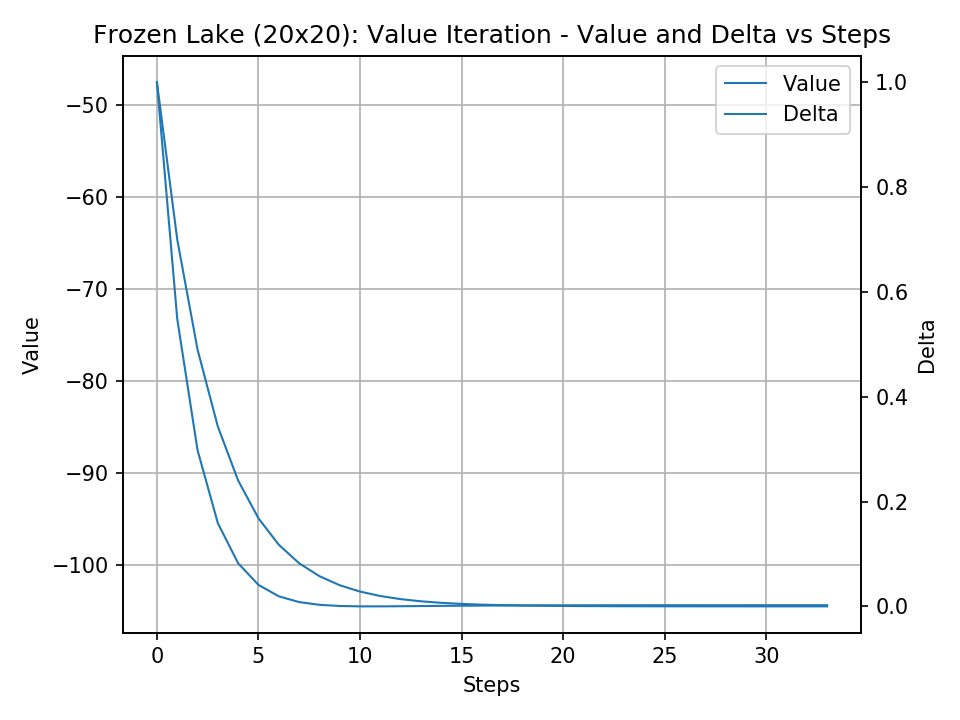 Frozen Lake (20x20): Value Iteration - Value and Delta vs Steps
Value
Delta
−50
−60
−70
−80
−90
−100
Value
1.0
0.8
0.6
0.4
0.2
0.0
Delta
0 5 10 15 20 25 30
Steps